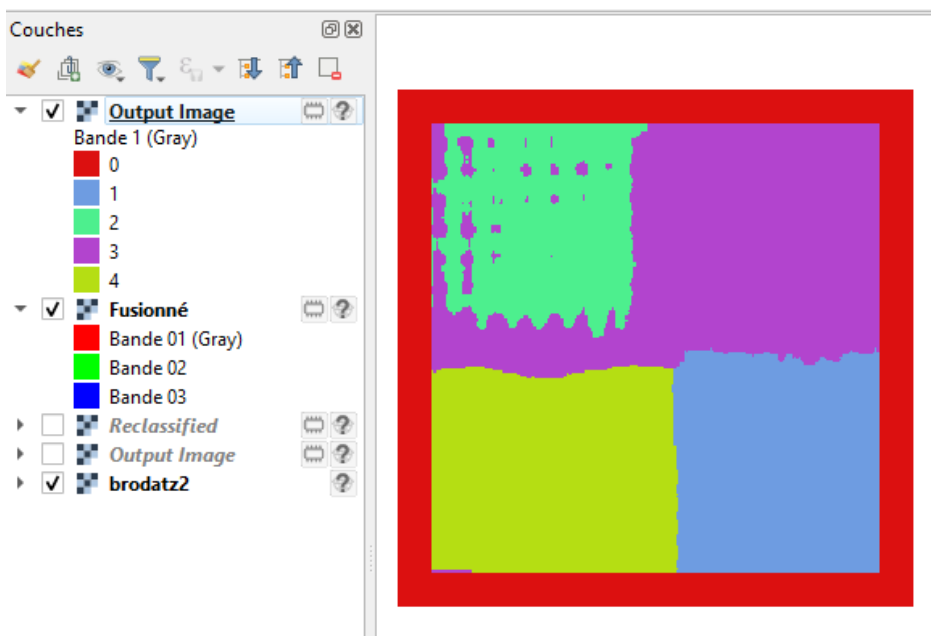 Couches
Output Image
Bande 1 (Gray)
0
1
2
3
4
Fusionné
Bande 01 (Gray)
Bande 02
Bande 03
Reclassified
Output Image
brodatz2